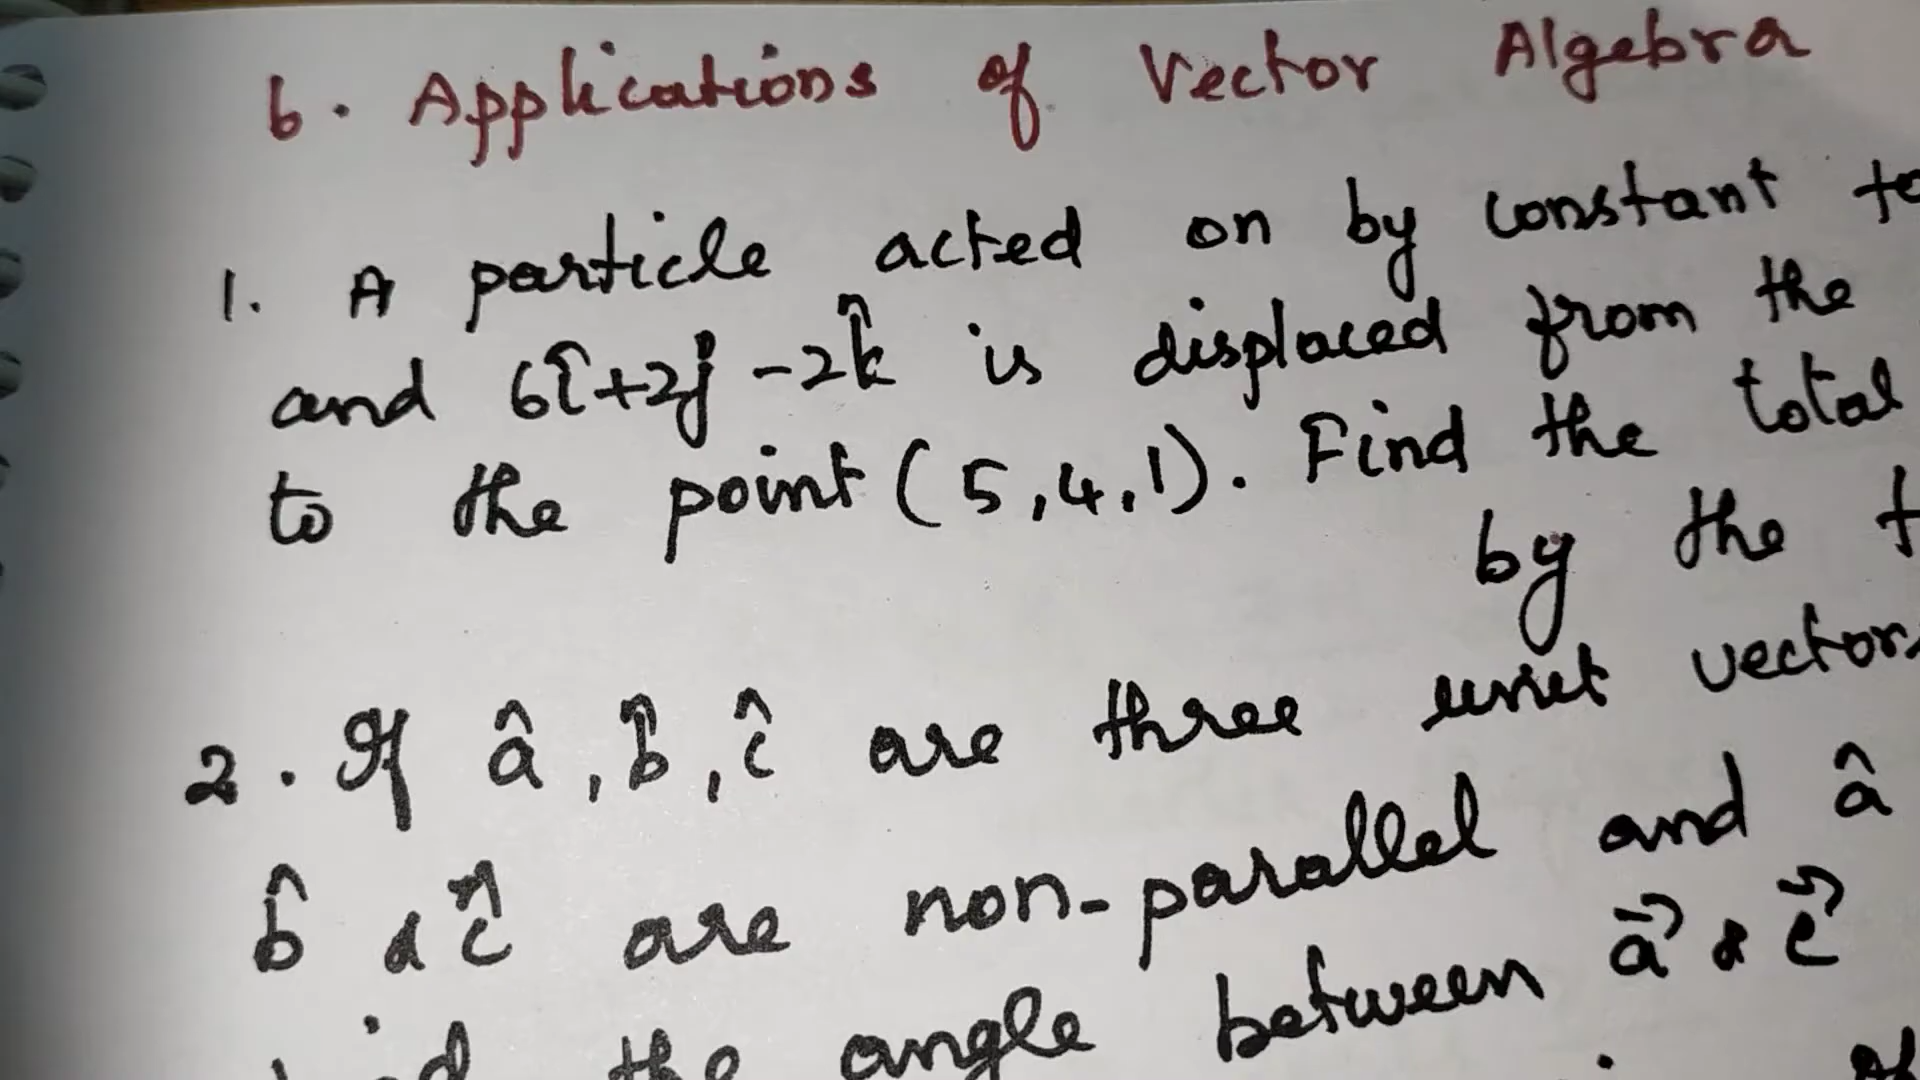 6. Applications of Vector Algebra
1. A particle acted on by constant
and 6î+2ĵ-2k̂ is displaced from the
to the point (5,4,1). Find the total
by the
2. If â, b̂, ĉ are three unit vectors
b̂ & ĉ are non-parallel and â
the angle between a⃗ & c⃗